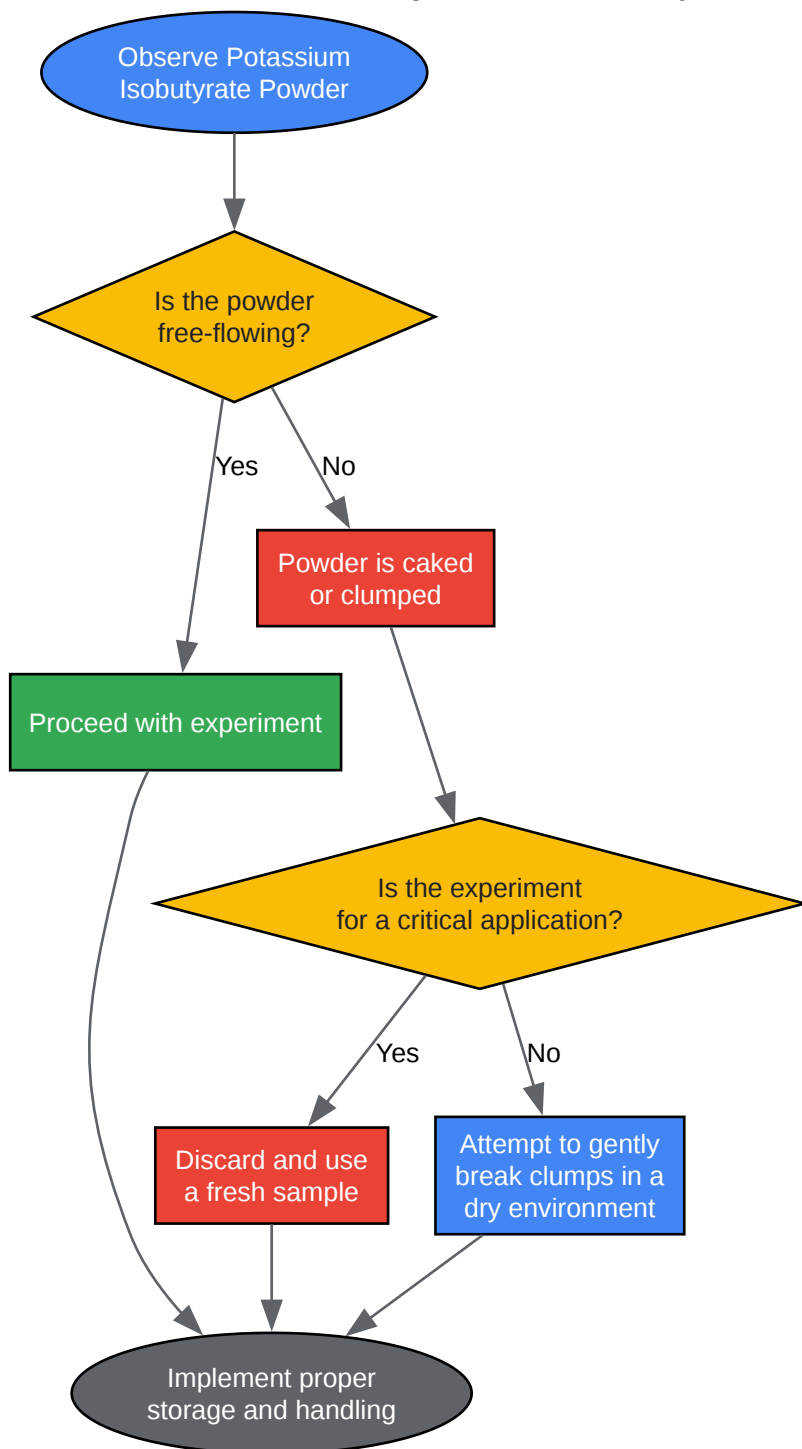 Observe Potassium
Isobutyrate Powder
Is the powder
free-flowing?
Yes
No
Powder is caked
or clumped
Proceed with experiment
Is the experiment
for a critical application?
Yes
No
Discard and use
a fresh sample
Attempt to gently
break clumps in a
dry environment
Implement proper
storage and handling